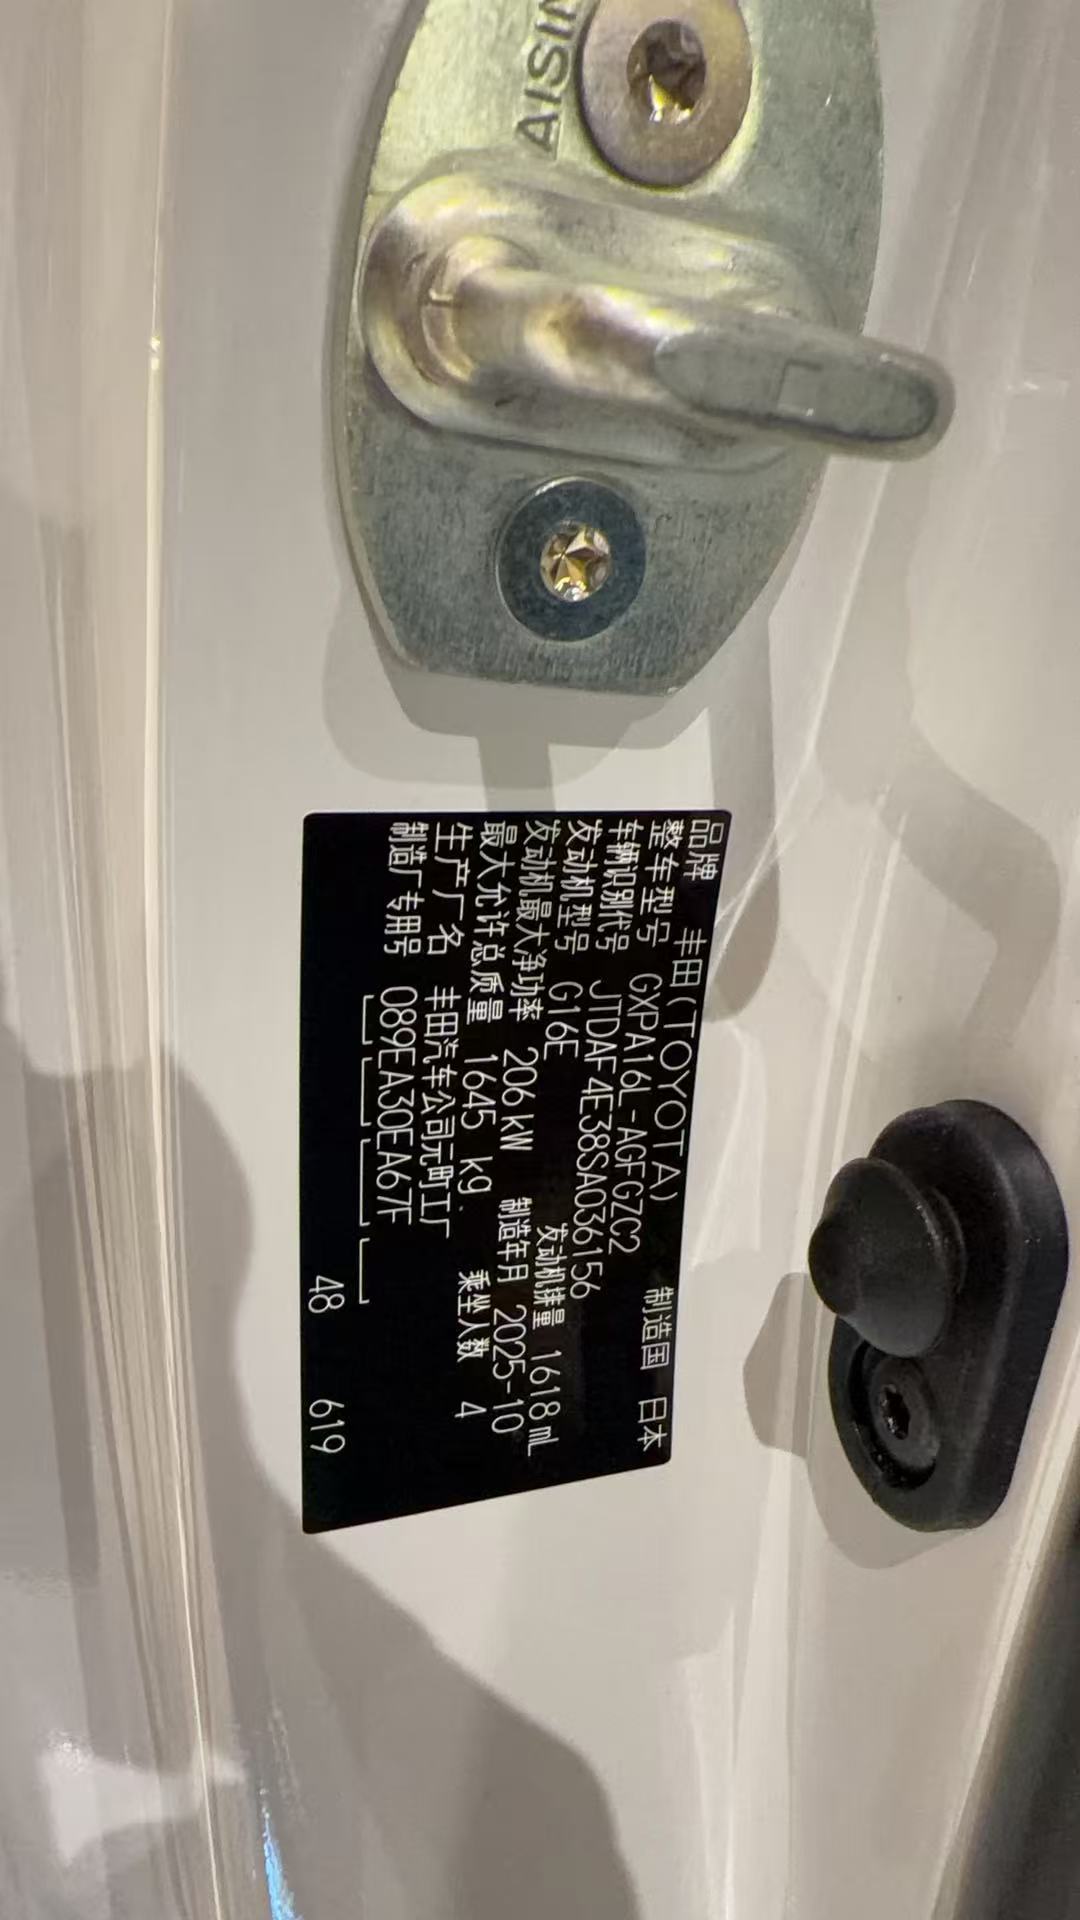 AISIN
品牌 丰田(TOYOTA) 制造国 日本
整车型号 GXPA16L-AGFGZC2
车辆识别代号 JTDAF4E38SA036156
发动机型号 G16E 发动机排量 1618 mL
发动机最大净功率 206 kW 制造年月 2025-10
最大允许总质量 1645 kg 乘坐人数 4
生产厂名 丰田汽车公司元町工厂
制造厂专用号 089EA30EA67F
48 619